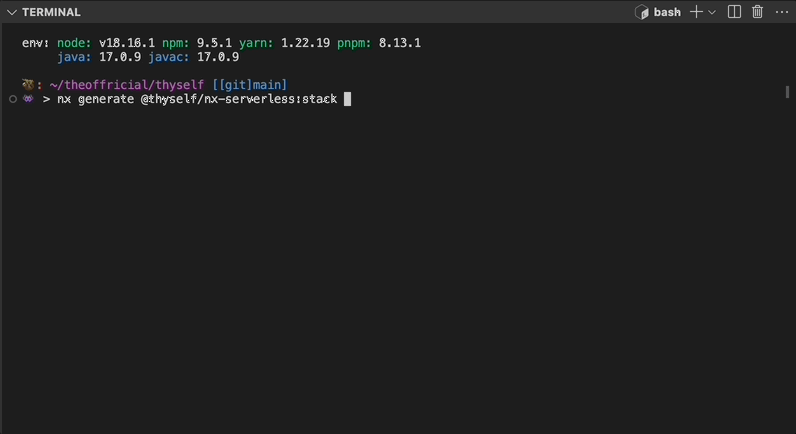 TERMINAL
bash
env: node: v18.16.1 npm: 9.5.1 yarn: 1.22.19 pnpm: 8.13.1
java: 17.0.9 javac: 17.0.9
: ~/theoffricial/thyself [[git]main]
> nx generate @thyself/nx-serverless:stack